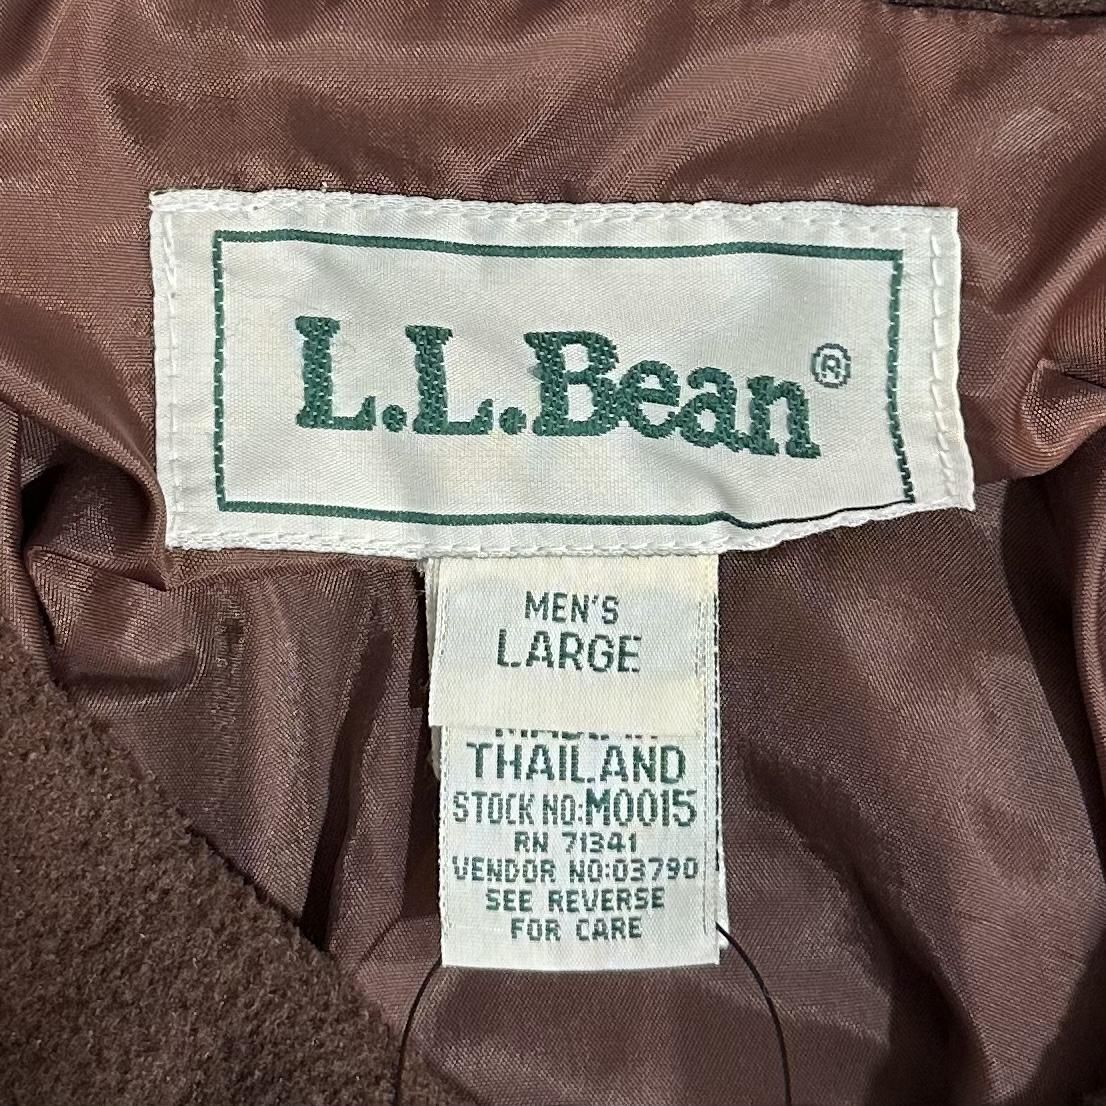 L.L.Bean®
MEN'S
LARGE
THAILAND
STOCK NO:M0015
RN 71341
VENDOR NO:03790
SEE REVERSE
FOR CARE